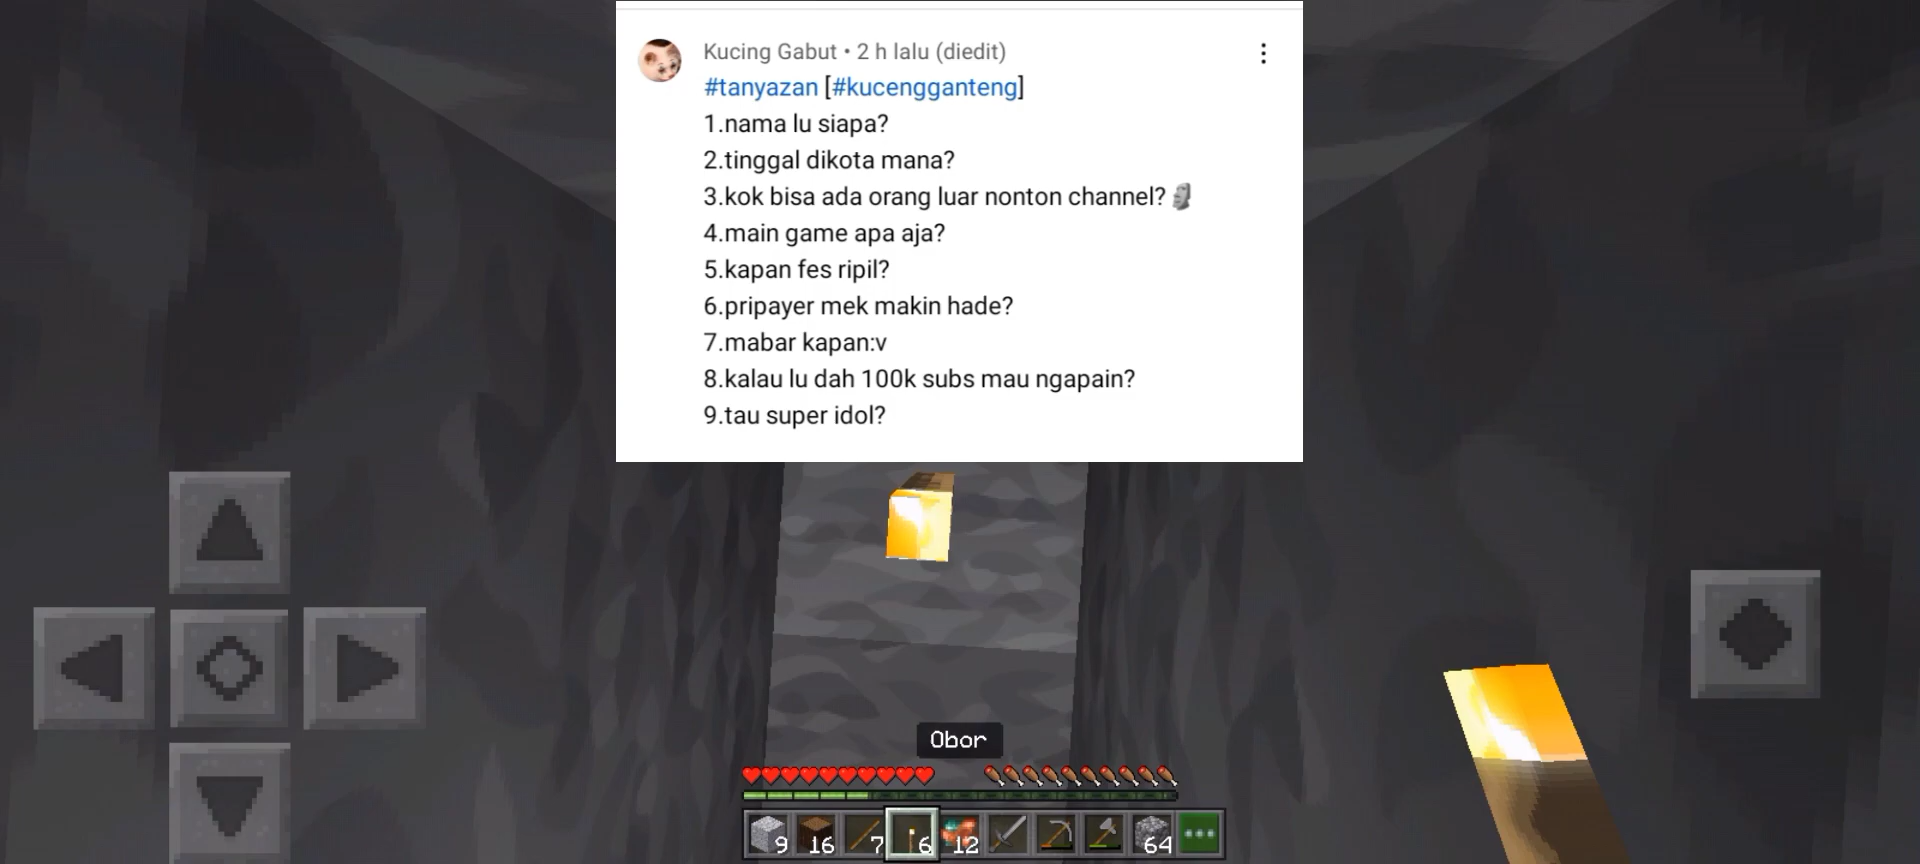 Kucing Gabut • 2 h lalu (diedit)
#tanyazan [#kucengganteng]
1.nama lu siapa?
2.tinggal dikota mana?
3.kok bisa ada orang luar nonton channel?🗿
4.main game apa aja?
5.kapan fes ripil?
6.pripayer mek makin hade?
7.mabar kapan:v
8.kalau lu dah 100k subs mau ngapain?
9.tau super idol?
Obor
9 16 7 6 12 64